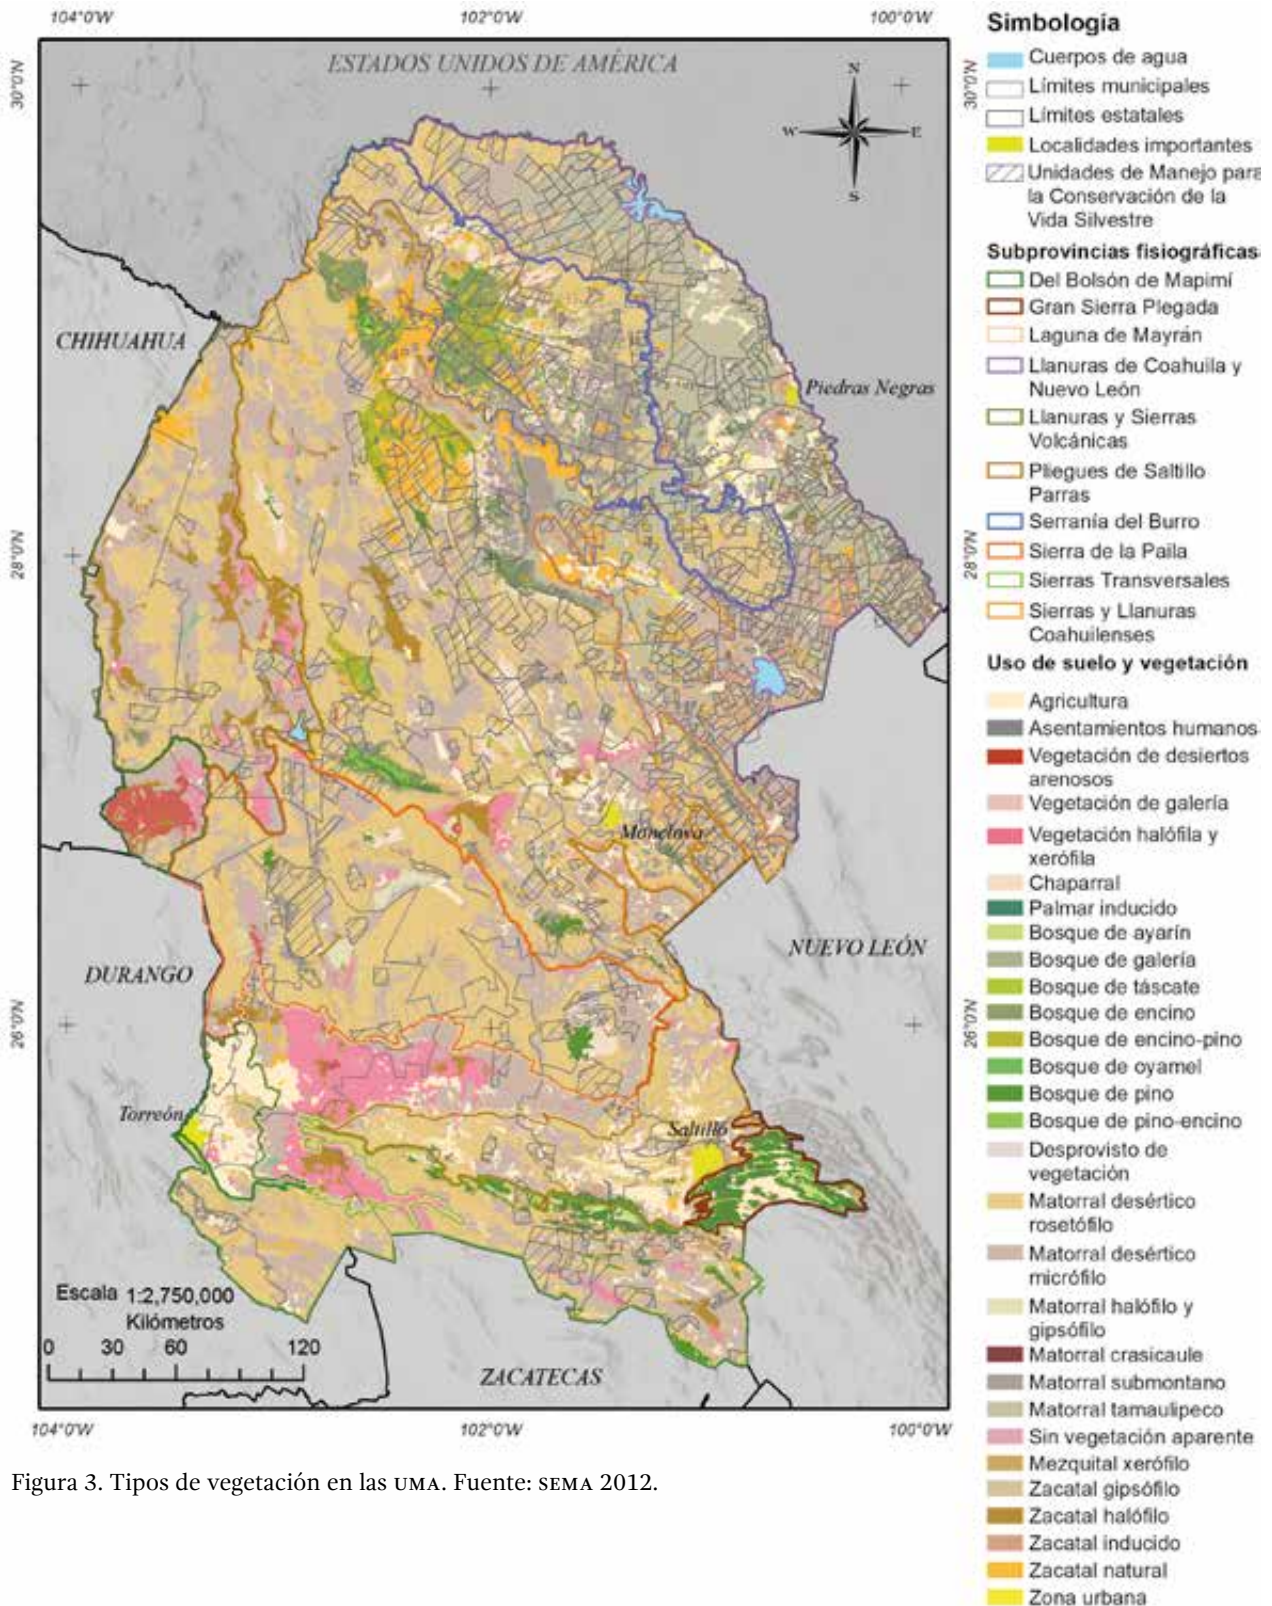 104°0'W
102°0'W
100°0'W
30°0'N
28°0'N
26°0'N
30°0'N
28°0'N
26°0'N
ESTADOS UNIDOS DE AMÉRICA
N
W
E
S
CHIHUAHUA
Piedras Negras
Monclova
NUEVO LEÓN
DURANGO
Torreón
Saltillo
ZACATECAS
Escala 1:2,750,000
Kilómetros
0 30 60 120
104°0'W
102°0'W
100°0'W
Simbología
Cuerpos de agua
Límites municipales
Límites estatales
Localidades importantes
Unidades de Manejo para
la Conservación de la
Vida Silvestre
Subprovincias fisiográficas
Del Bolsón de Mapimí
Gran Sierra Plegada
Laguna de Mayrán
Llanuras de Coahuila y
Nuevo León
Llanuras y Sierras
Volcánicas
Pliegues de Saltillo
Parras
Serranía del Burro
Sierra de la Paila
Sierras Transversales
Sierras y Llanuras
Coahuilenses
Uso de suelo y vegetación
Agricultura
Asentamientos humanos
Vegetación de desiertos
arenosos
Vegetación de galería
Vegetación halófila y
xerófila
Chaparral
Palmar inducido
Bosque de ayarín
Bosque de galería
Bosque de táscate
Bosque de encino
Bosque de encino-pino
Bosque de oyamel
Bosque de pino
Bosque de pino-encino
Desprovisto de
vegetación
Matorral desértico
rosetófilo
Matorral desértico
micrófilo
Matorral halófilo y
gipsófilo
Matorral crasicaule
Matorral submontano
Matorral tamaulipeco
Sin vegetación aparente
Mezquital xerófilo
Zacatal gipsófilo
Zacatal halófilo
Zacatal inducido
Zacatal natural
Zona urbana
Figura 3. Tipos de vegetación en las UMA. Fuente: SEMA 2012.